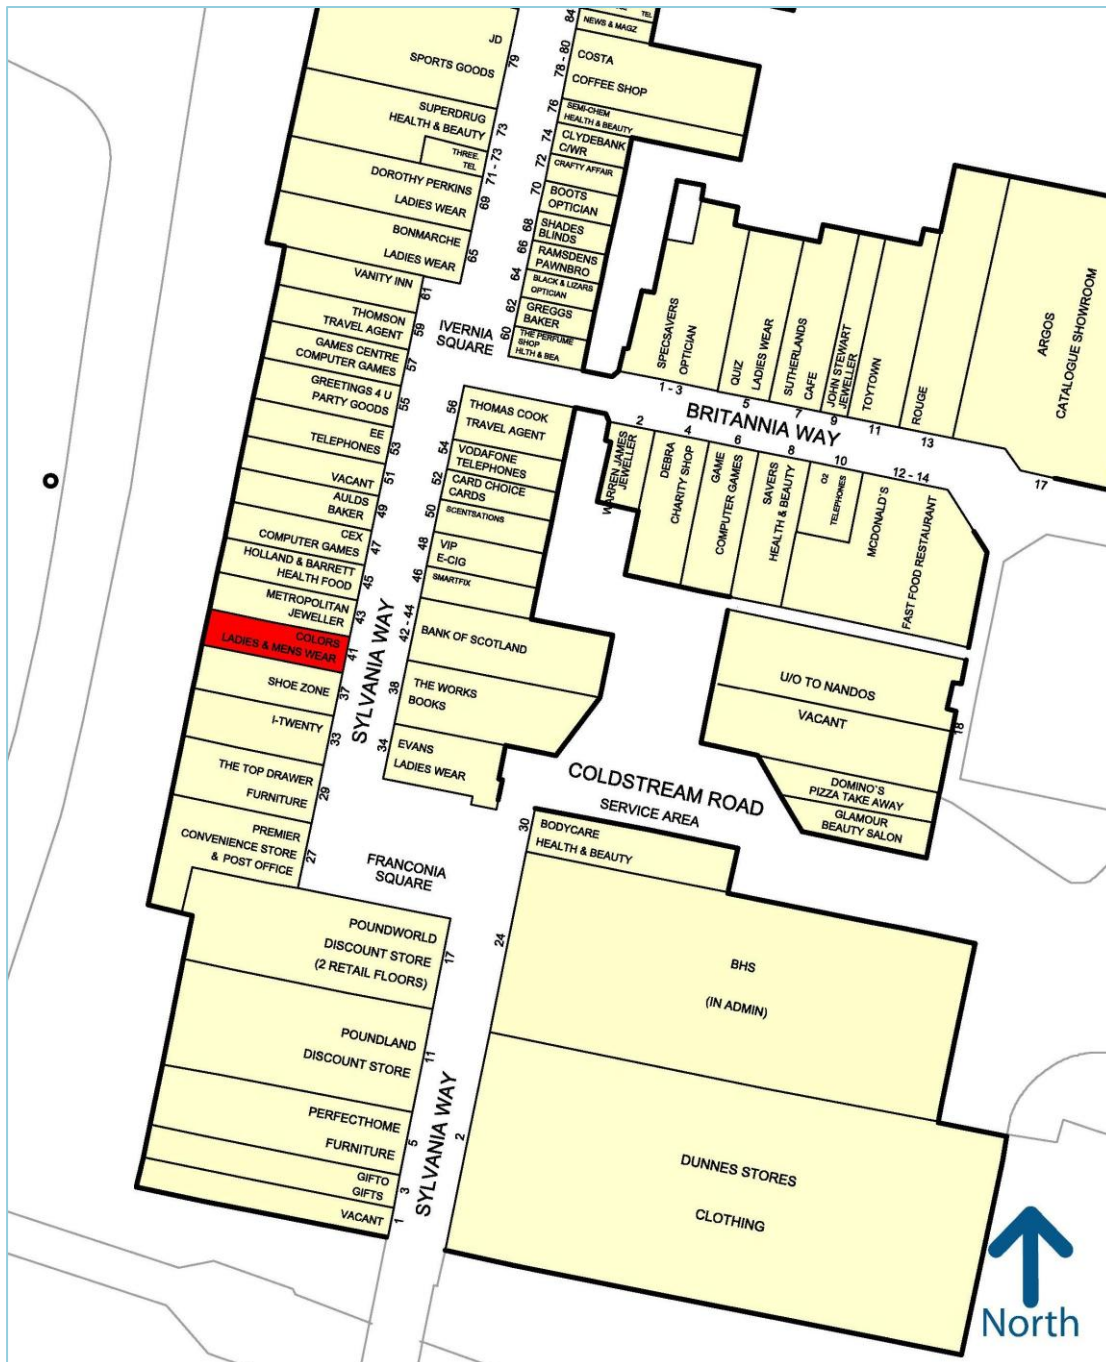 JD
SPORTS GOODS
79
SUPERDRUG
HEALTH & BEAUTY
73
THREE.
TEL
71 - 73
DOROTHY PERKINS
LADIES WEAR
69
BONMARCHE
LADIES WEAR
65
VANITY INN
61
THOMSON
TRAVEL AGENT
59
GAMES CENTRE
COMPUTER GAMES
57
GREETINGS 4 U
PARTY GOODS
55
EE
TELEPHONES
53
VACANT
51
AULDS
BAKER
49
CEX
COMPUTER GAMES
47
HOLLAND & BARRETT
HEALTH FOOD
45
METROPOLITAN
JEWELLER
43
COLORS
LADIES & MENS WEAR
41
SHOE ZONE
37
I-TWENTY
33
THE TOP DRAWER
FURNITURE
29
PREMIER
CONVENIENCE STORE
& POST OFFICE
27
POUNDWORLD
DISCOUNT STORE
(2 RETAIL FLOORS)
17
POUNDLAND
DISCOUNT STORE
11
PERFECTHOME
FURNITURE
5
GIFTO
GIFTS
3
VACANT
1
TEL
84
NEWS & MAGZ
78 - 80
COSTA
COFFEE SHOP
76
SEMI-CHEM
HEALTH & BEAUTY
74
CLYDEBANK
C/WR
72
CRAFTY AFFAIR
70
BOOTS
OPTICIAN
68
SHADES
BLINDS
66
RAMSDENS
PAWNBRO
64
BLACK & LIZARS
OPTICIAN
62
GREGGS
BAKER
60
THE PERFUME
SHOP
HLTH & BEA
IVERNIA
SQUARE
56
THOMAS COOK
TRAVEL AGENT
54
VODAFONE
TELEPHONES
52
CARD CHOICE
CARDS
50
SCENTSATIONS
48
VIP
E-CIG
46
SMARTFIX
42 - 44
BANK OF SCOTLAND
38
THE WORKS
BOOKS
34
EVANS
LADIES WEAR
SYLVANIA WAY
SPECSAVERS
OPTICIAN
1 - 3
QUIZ
LADIES WEAR
5
SUTHERLANDS
CAFE
7
JOHN STEWART
JEWELLER
9
TOYTOWN
11
ROUGE
13
ARGOS
CATALOGUE SHOWROOM
17
BRITANNIA WAY
2
WARREN JAMES
JEWELLER
4
DEBRA
CHARITY SHOP
6
GAME
COMPUTER GAMES
8
SAVERS
HEALTH & BEAUTY
10
O2
TELEPHONES
12 - 14
MCDONALD`S
FAST FOOD RESTAURANT
U/O TO NANDOS
VACANT
18
DOMINO`S
PIZZA TAKE AWAY
GLAMOUR
BEAUTY SALON
COLDSTREAM ROAD
SERVICE AREA
FRANCONIA
SQUARE
30
BODYCARE
HEALTH & BEAUTY
24
BHS
(IN ADMIN)
SYLVANIA WAY
2
DUNNES STORES
CLOTHING
North